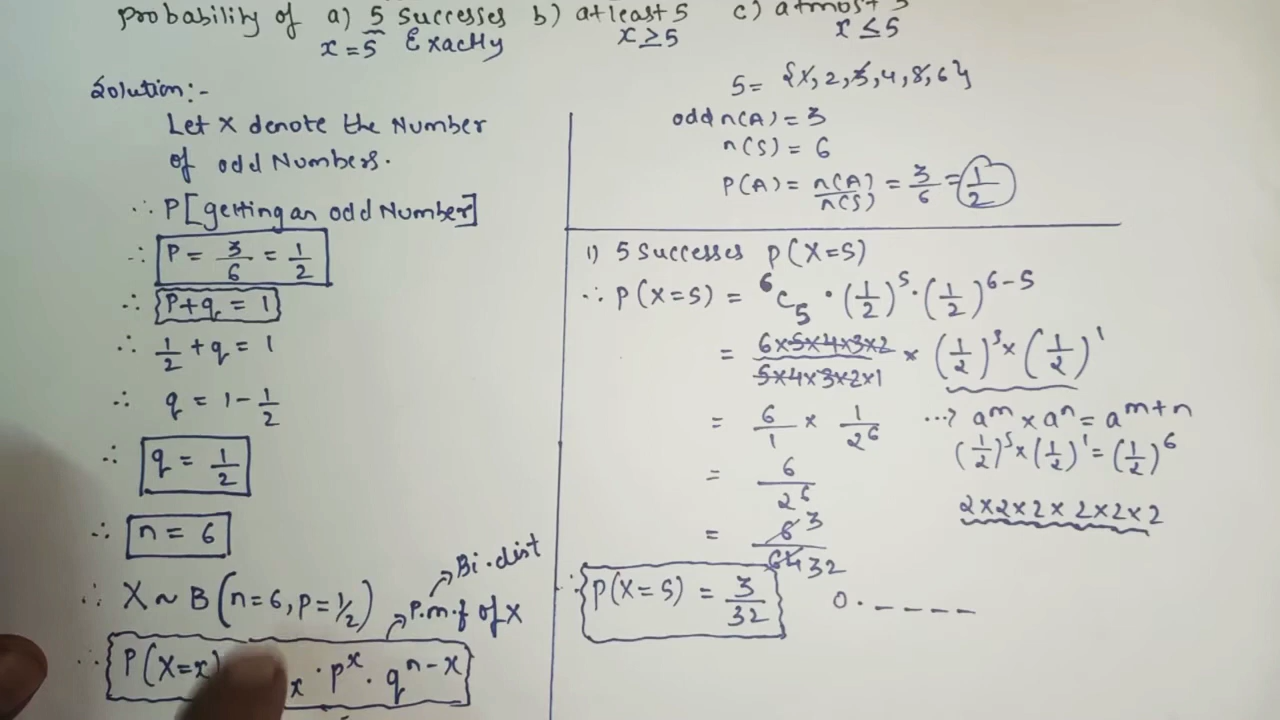 probability of a) 5 successes b) atleast 5 c) atmost 5
x = 5 Exactly x ≥ 5 x ≤ 5
Solution:-
Let X denote the Number
of odd Numbers.
∴ P[getting an odd Number]
∴ P = 3/6 = 1/2
∴ P+q = 1
∴ 1/2 + q = 1
∴ q = 1 - 1/2
∴ q = 1/2
∴ n = 6
∴ X ~ B(n=6, P=1/2)
→ Bi. dist
→ P.m.f of X
∴ P(X=x) x · p^x · q^(n-x)
S = {1, 2, 3, 4, 5, 6}
odd n(A) = 3
n(S) = 6
P(A) = n(A)/n(S) = 3/6 = 1/2
1) 5 Successes P(X=5)
∴ P(X=5) = ⁶C₅ · (1/2)^5 · (1/2)^(6-5)
= 6×5×4×3×2 / 5×4×3×2×1 × (1/2)^5 × (1/2)^1
= 6/1 × 1/2^6 ...> a^m × a^n = a^(m+n)
(1/2)^5 × (1/2)^1 = (1/2)^6
= 6/2^6
2×2×2×2×2×2
= 6 3 / 64 32
∴ P(X=5) = 3/32 0. _ _ _ _